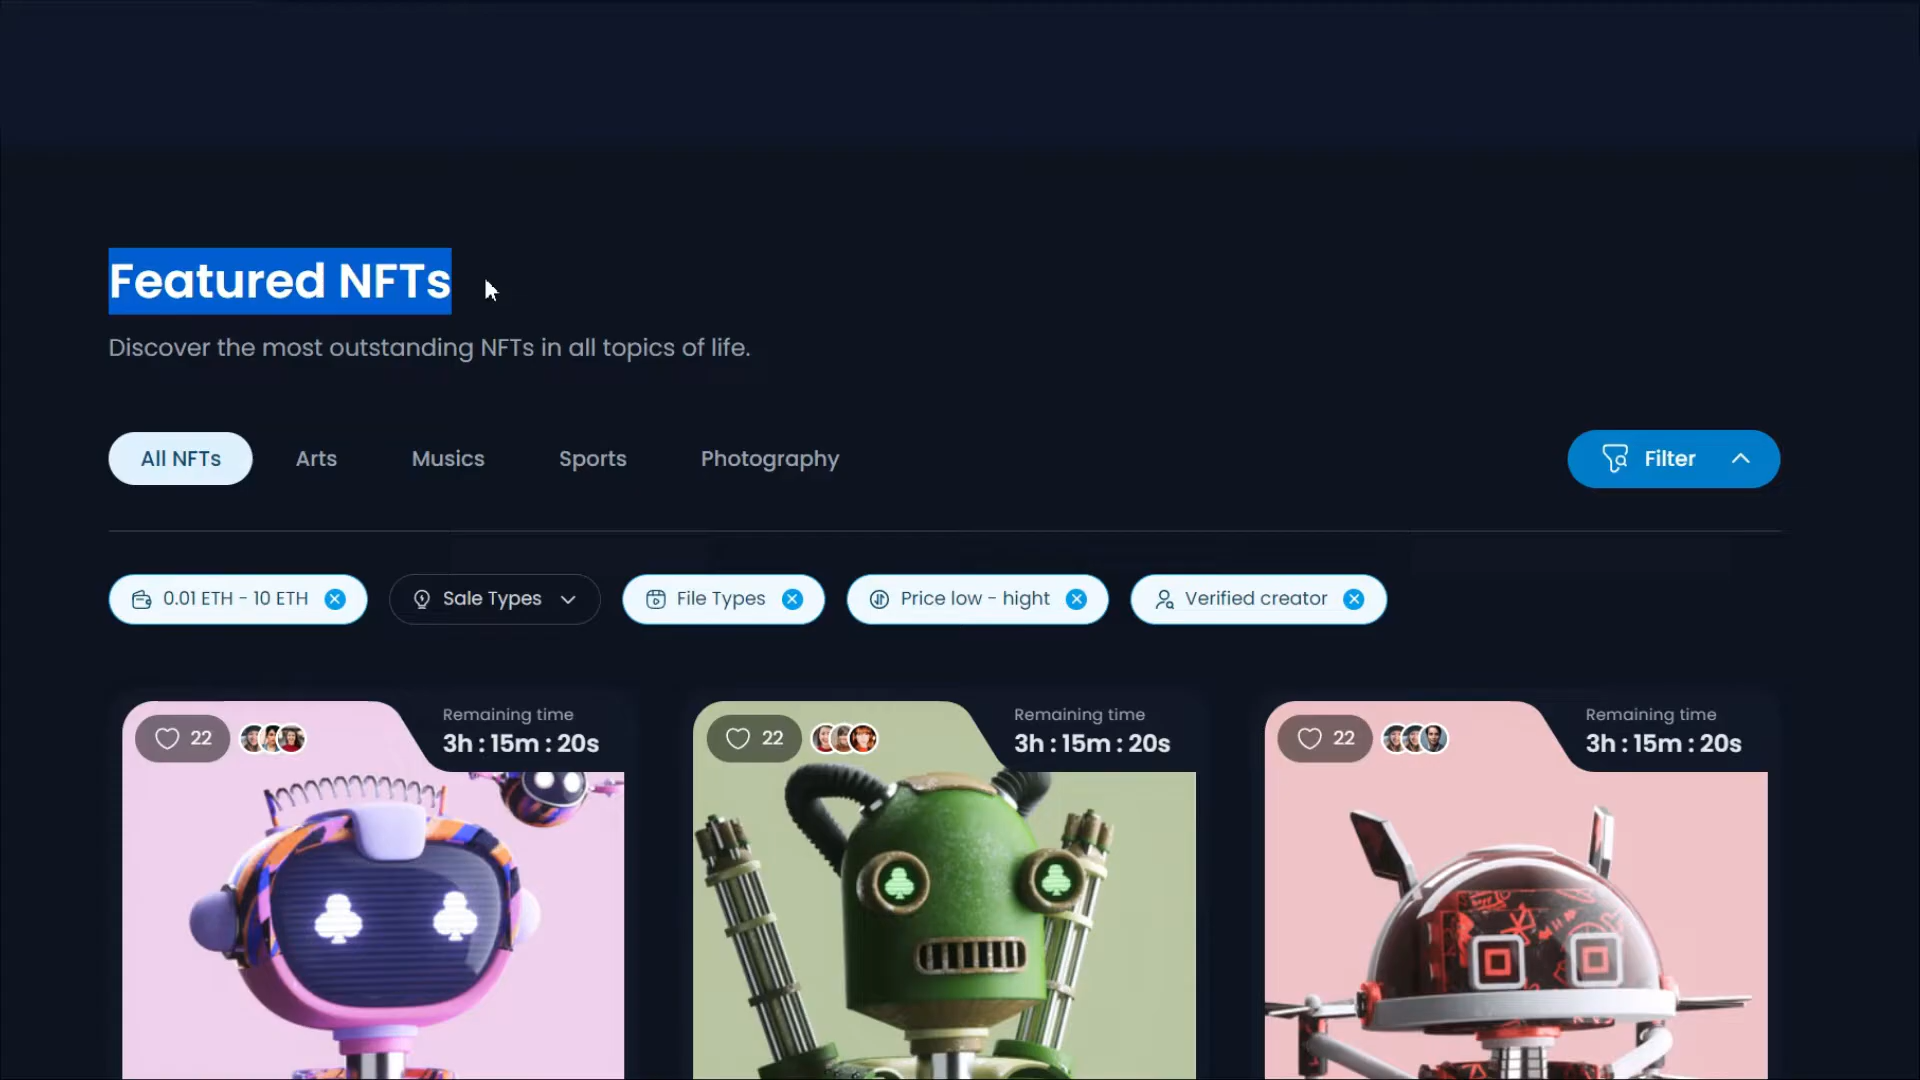 Featured NFTs
Discover the most outstanding NFTs in all topics of life.
All NFTs Arts Musics Sports Photography Filter
0.01 ETH - 10 ETH Sale Types File Types Price low - hight Verified creator
22 Remaining time 22 Remaining time 22 Remaining time
3h : 15m : 20s 3h : 15m : 20s 3h : 15m : 20s